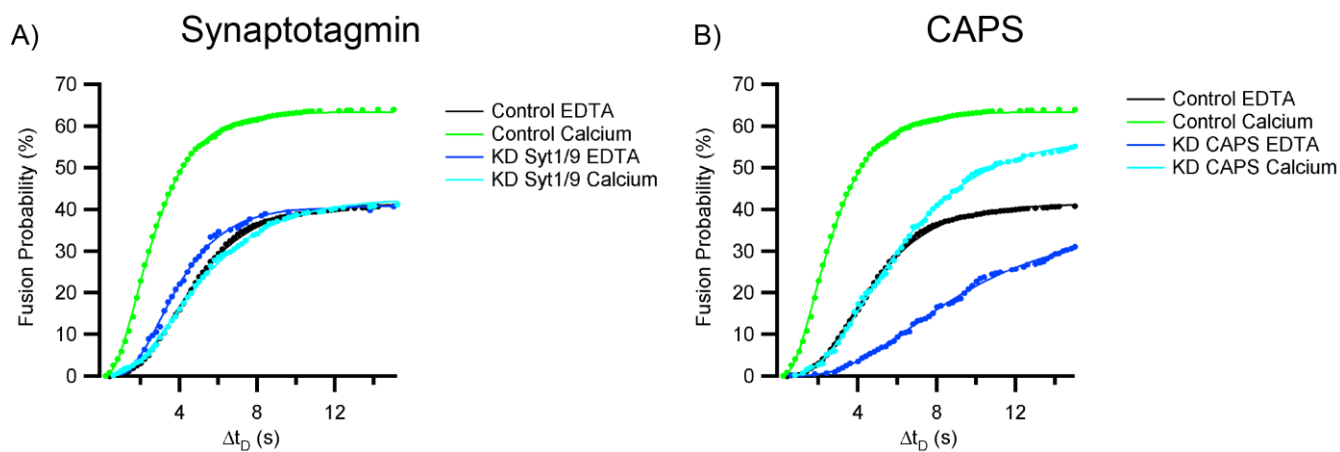 A)
Synaptotagmin
70
60
50
40
30
20
10
0
Fusion Probability (%)
4
8
12
Δt_D (s)
Control EDTA
Control Calcium
KD Syt1/9 EDTA
KD Syt1/9 Calcium
B)
CAPS
70
60
50
40
30
20
10
0
Fusion Probability (%)
4
8
12
Δt_D (s)
Control EDTA
Control Calcium
KD CAPS EDTA
KD CAPS Calcium